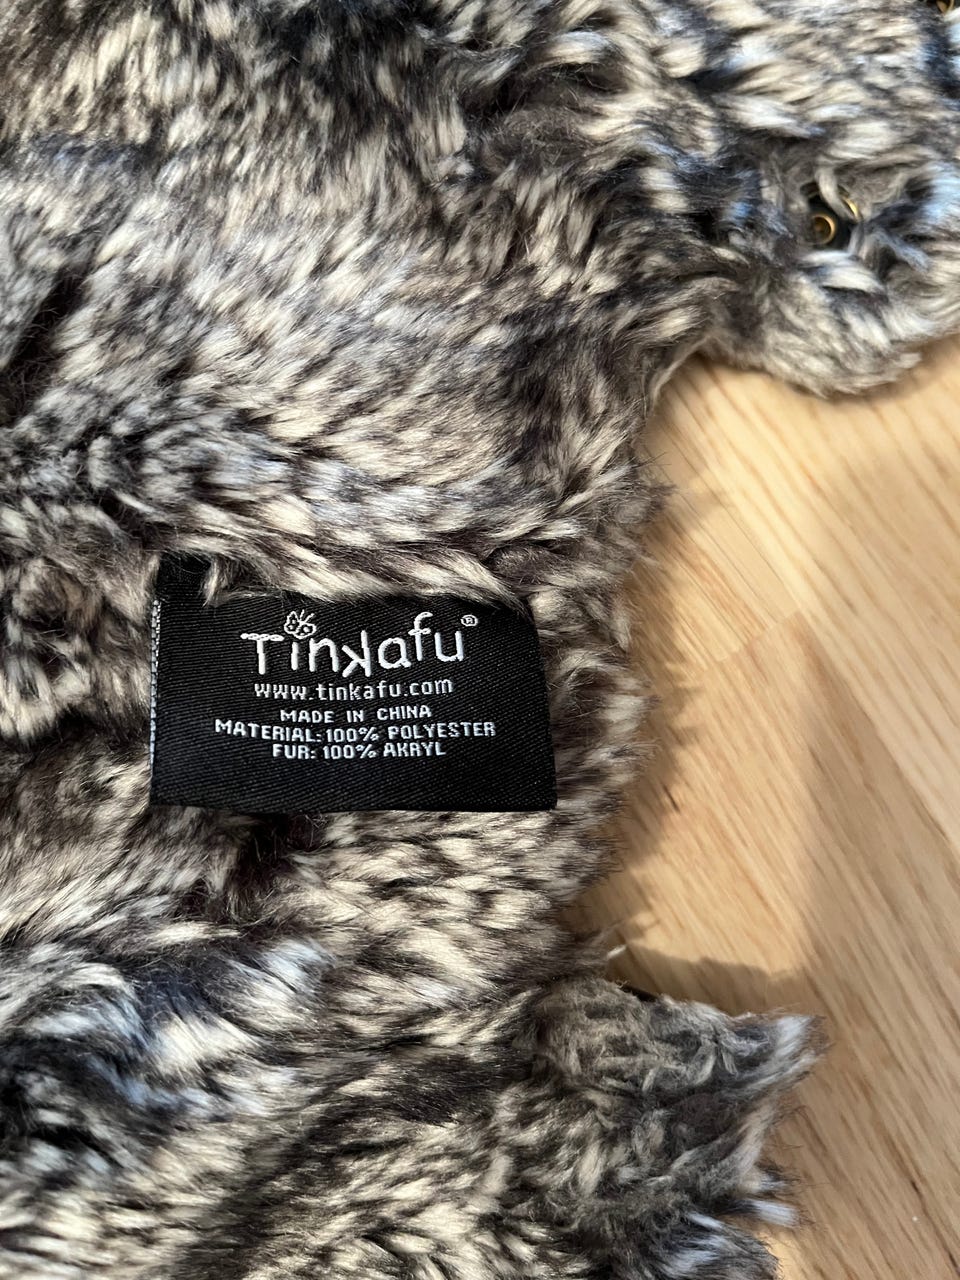 Tinkafu®
www.tinkafu.com
MADE IN CHINA
MATERIAL: 100% POLYESTER
FUR: 100% AKRYL